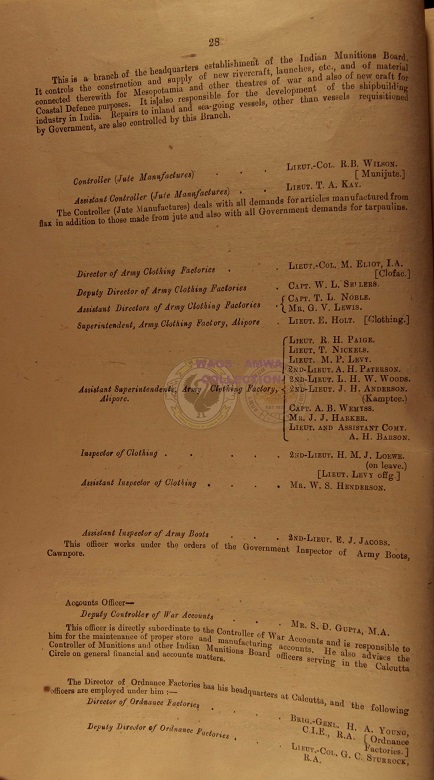 28
This is a branch of the headquarters establishment of the Indian Munitions Board.
It controls the construction and supply of new rivercraft, launches, etc., and of material
connected therewith for Mesopotamia and other theatres of war and also of new craft for
Coastal Defence purposes. It is also responsible for the development of the shipbuilding
industry in India. Repairs to inland and sea-going vessels, other than vessels requisitioned
by Government, are also controlled by this Branch.
Controller (Jute Manufactures) . . . LIEUT.-COL. R.B. WILSON.
[Munijute.]
Assistant Controller (Jute Manufactures) . . LIEUT. T. A. KAY.
The Controller (Jute Manufactures) deals with all demands for articles manufactured from
flax in addition to those made from jute and also with all Government demands for tarpaulins.
Director of Army Clothing Factories . . LIEUT.-COL. M. ELIOT, I.A.
[Clofac.]
Deputy Director of Army Clothing Factories . CAPT. W. L. SELLERS.
Assistant Directors of Army Clothing Factories . { CAPT. T. L. NOBLE.
MR. G. V. LEWIS.
Superintendent, Army Clothing Factory, Alipore . LIEUT. E. HOLT. [Clothing.]
Assistant Superintendents, Army Clothing Factory,
Alipore.
LIEUT. R. H. PAIGE.
LIEUT. T. NICKELS.
LIEUT. M. P. LEVY.
2ND-LIEUT. A. H. PATERSON.
2ND-LIEUT. L. H. W. WOODS.
2ND-LIEUT. J. H. ANDERSON.
(Kamptee.)
CAPT. A. B. WEMYSS.
MR. J. J. HARKER.
LIEUT. AND ASSISTANT COMY.
A. H. BARSON.
WAGS - AMWA
COLLECTION
Inspector of Clothing . . . . 2ND-LIEUT. H. M. J. LOEWE.
(on leave.)
[LIEUT. LEVY offg.]
Assistant Inspector of Clothing . . . MR. W. S. HENDERSON.
Assistant Inspector of Army Boots . . . 2ND-LIEUT. E. J. JACOBS.
This officer works under the orders of the Government Inspector of Army Boots,
Cawnpore.
Accounts Officer—
Deputy Controller of War Accounts . . . MR. S. D. GUPTA, M.A.
This officer is directly subordinate to the Controller of War Accounts and is responsible to
him for the maintenance of proper store and manufacturing accounts. He also advises the
Controller of Munitions and other Indian Munitions Board officers serving in the Calcutta
Circle on general financial and accounts matters.
The Director of Ordnance Factories has his headquarters at Calcutta, and the following
officers are employed under him :—
Director of Ordnance Factories . . . BRIG.-GENL. H. A. YOUNG,
C.I.E., R.A. [Ordnance
Factories.]
Deputy Director of Ordnance Factories . . . LIEUT.-COL. G. C. STURROCK,
R.A.